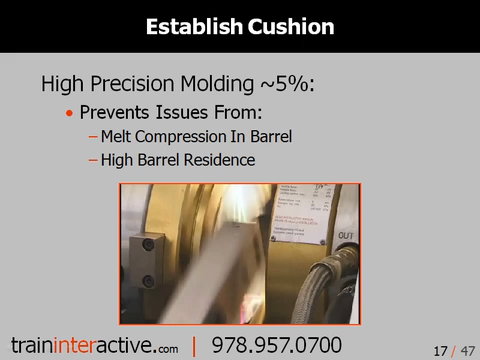 Establish Cushion
High Precision Molding ~5%:
• Prevents Issues From:
– Melt Compression In Barrel
– High Barrel Residence
OUT
traininteractive.com | 978.957.0700
17 / 47